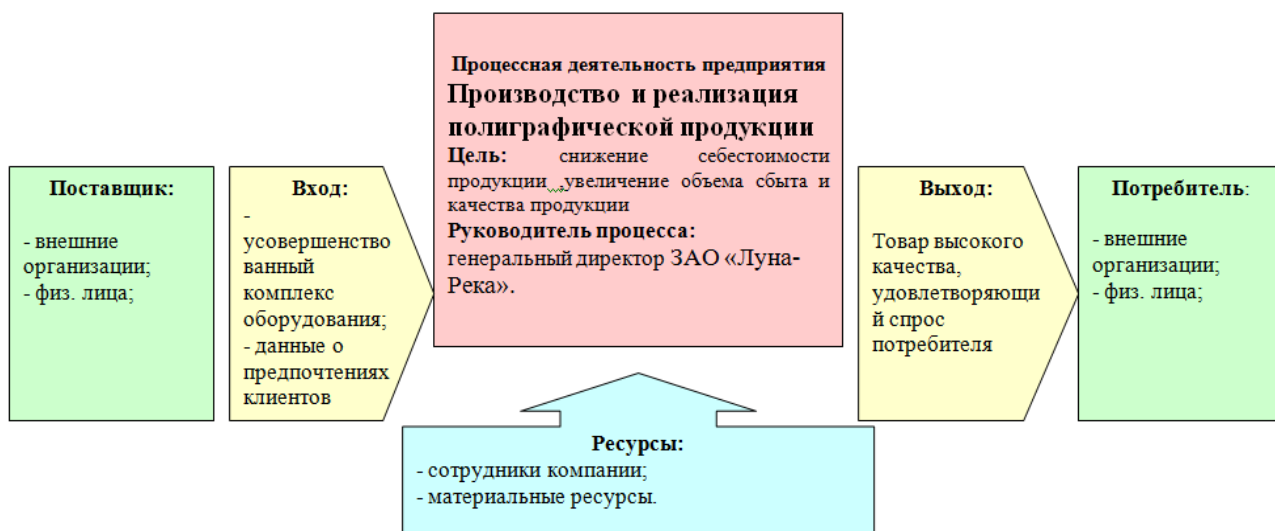 Поставщик:
- внешние
организации;
- физ. лица;
Вход:
-
усовершенство
ванный
комплекс
оборудования;
- данные о
предпочтениях
клиентов
Процессная деятельность предприятия
Производство и реализация
полиграфической продукции
Цель: снижение себестоимости
продукции ,увеличение объема сбыта и
качества продукции
Руководитель процесса:
генеральный директор ЗАО «Луна-
Река».
Ресурсы:
- сотрудники компании;
- материальные ресурсы.
Выход:
Товар высокого
качества,
удовлетворяющи
й спрос
потребителя
Потребитель:
- внешние
организации;
- физ. лица;